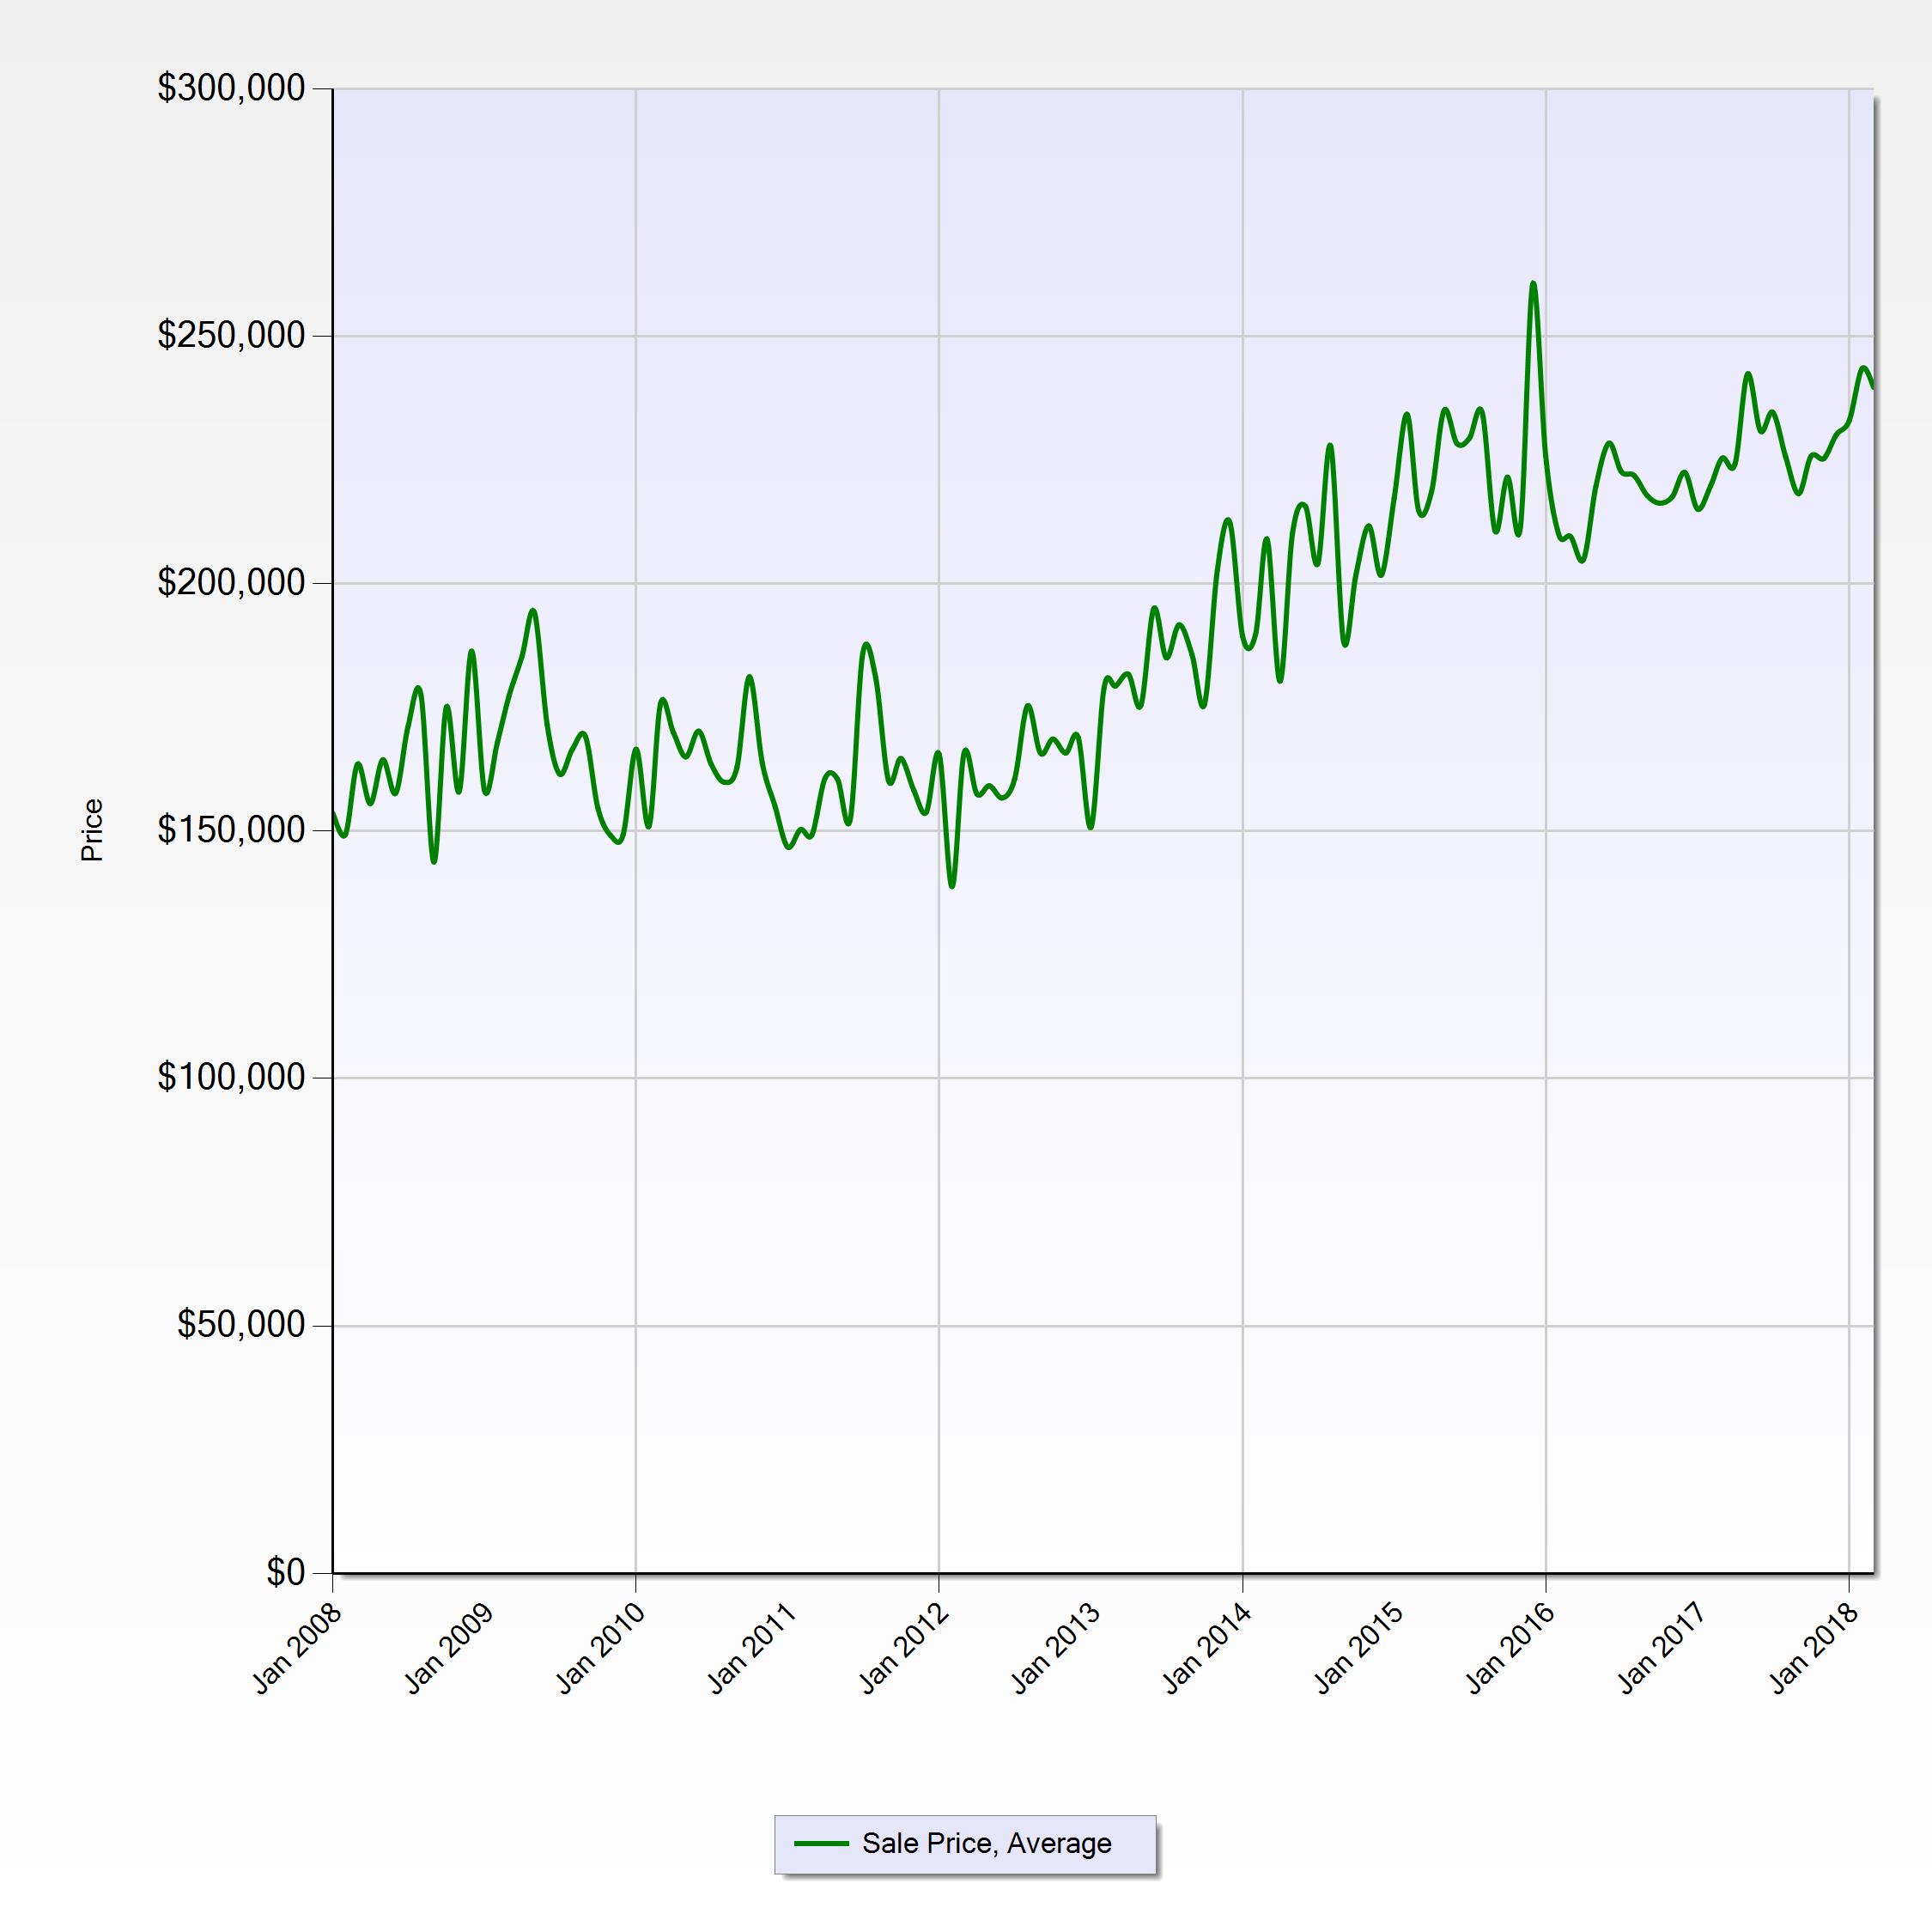 $300,000
$250,000
$200,000
$150,000
$100,000
$50,000
$0
Price
Jan 2008
Jan 2009
Jan 2010
Jan 2011
Jan 2012
Jan 2013
Jan 2014
Jan 2015
Jan 2016
Jan 2017
Jan 2018
Sale Price, Average